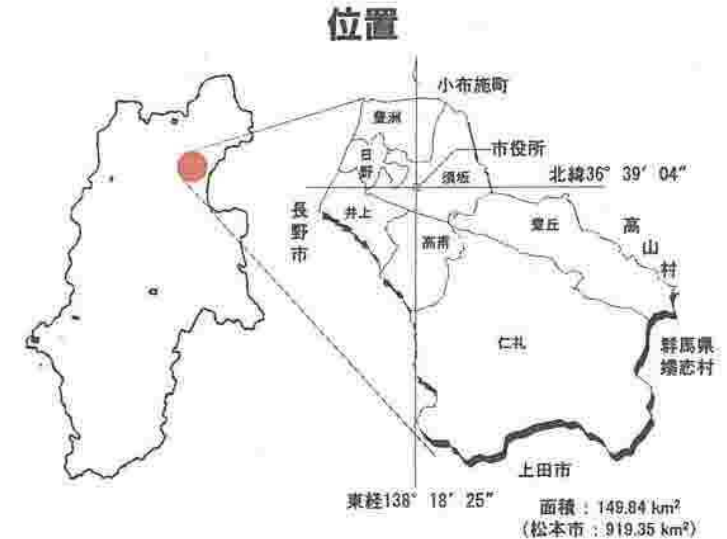 位置
小布施町
豊洲
市役所
日野
須坂
北緯36° 39′ 04″
長野市
井上
高甫
豊丘
高山村
仁礼
群馬県
嬬恋村
上田市
東経138° 18′ 25″
面積：149.84 km²
（松本市：919.35 km²）